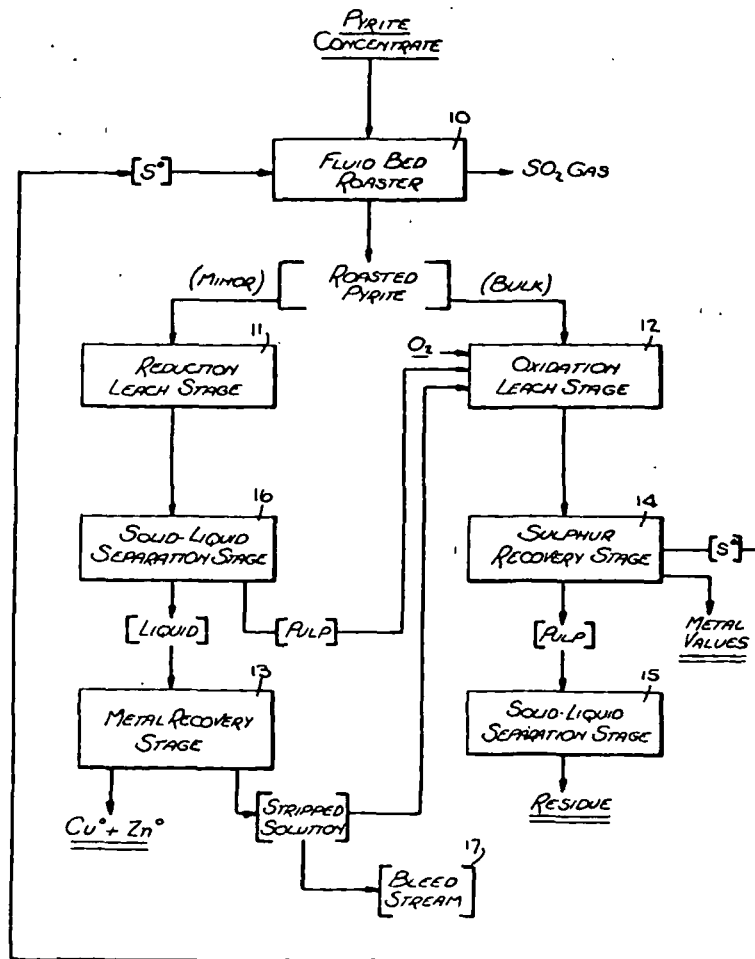 PYRITE
CONCENTRATE
10
[S°]
FLUID BED
ROASTER
SO₂ GAS
(MINOR)
[ROASTED
PYRITE]
(BULK)
11
REDUCTION
LEACH STAGE
O₂
12
OXIDATION
LEACH STAGE
16
SOLID-LIQUID
SEPARATION STAGE
14
SULPHUR
RECOVERY STAGE
[S°]
[LIQUID]
[PULP]
[PULP]
METAL
VALUES
13
METAL RECOVERY
STAGE
15
SOLID-LIQUID
SEPARATION STAGE
Cu° + Zn°
[STRIPPED
SOLUTION]
RESIDUE
17
[BLEED
STREAM]